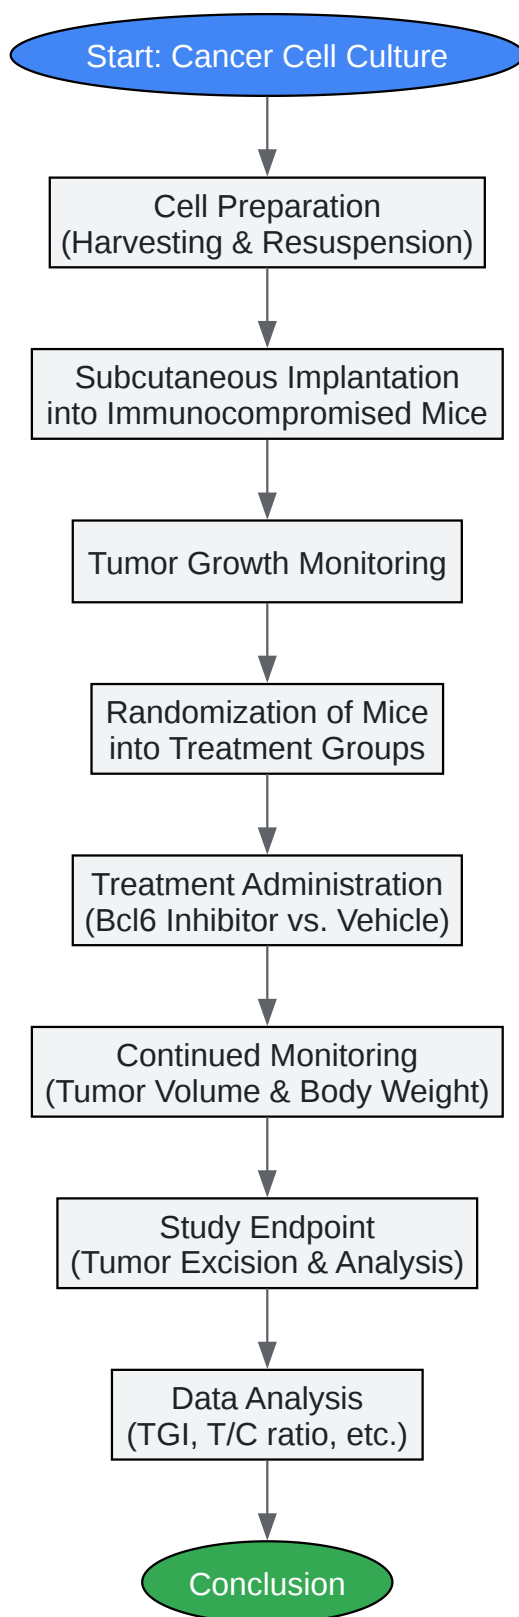 Start: Cancer Cell Culture
Cell Preparation
(Harvesting & Resuspension)
Subcutaneous Implantation
into Immunocompromised Mice
Tumor Growth Monitoring
Randomization of Mice
into Treatment Groups
Treatment Administration
(Bcl6 Inhibitor vs. Vehicle)
Continued Monitoring
(Tumor Volume & Body Weight)
Study Endpoint
(Tumor Excision & Analysis)
Data Analysis
(TGI, T/C ratio, etc.)
Conclusion